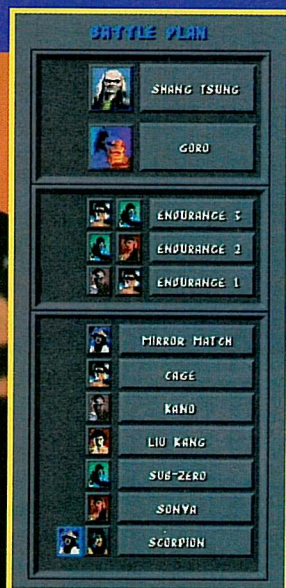 BATTLE PLAN
SHANG TSUNG
GORO
ENDURANCE 3
ENDURANCE 2
ENDURANCE 1
MIRROR MATCH
CAGE
KANO
LIU KANG
SUB-ZERO
SONYA
SCORPION